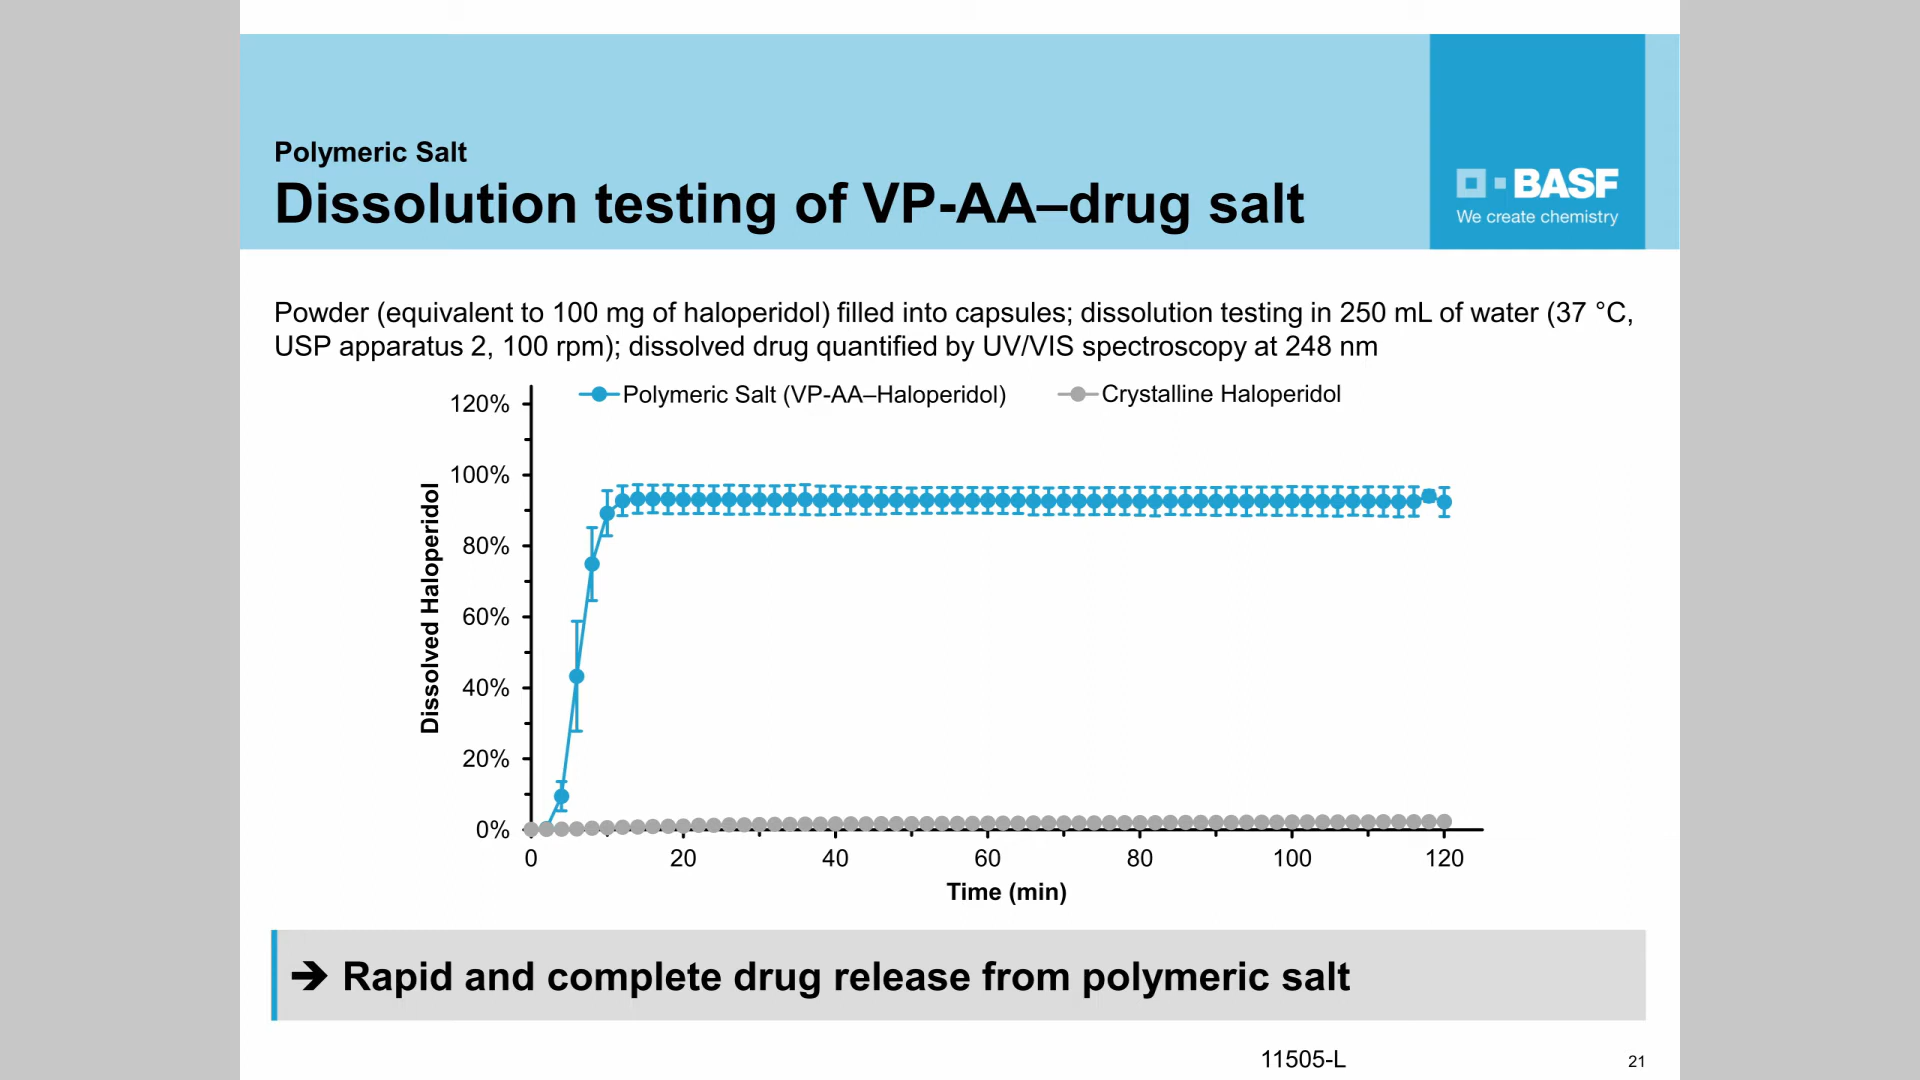 Polymeric Salt
Dissolution testing of VP-AA–drug salt
BASF
We create chemistry
Powder (equivalent to 100 mg of haloperidol) filled into capsules; dissolution testing in 250 mL of water (37 °C,
USP apparatus 2, 100 rpm); dissolved drug quantified by UV/VIS spectroscopy at 248 nm
Polymeric Salt (VP-AA–Haloperidol)
Crystalline Haloperidol
120%
100%
80%
60%
40%
20%
0%
Dissolved Haloperidol
0 20 40 60 80 100 120
Time (min)
➔ Rapid and complete drug release from polymeric salt
11505-L
21